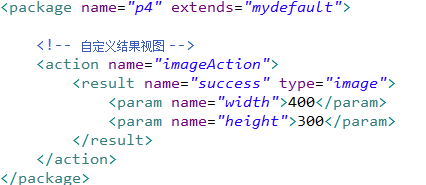 <package name="p4" extends="mydefault">
<!-- 自定义结果视图 -->
<action name="imageAction">
<result name="success" type="image">
<param name="width">400</param>
<param name="height">300</param>
</result>
</action>
</package>